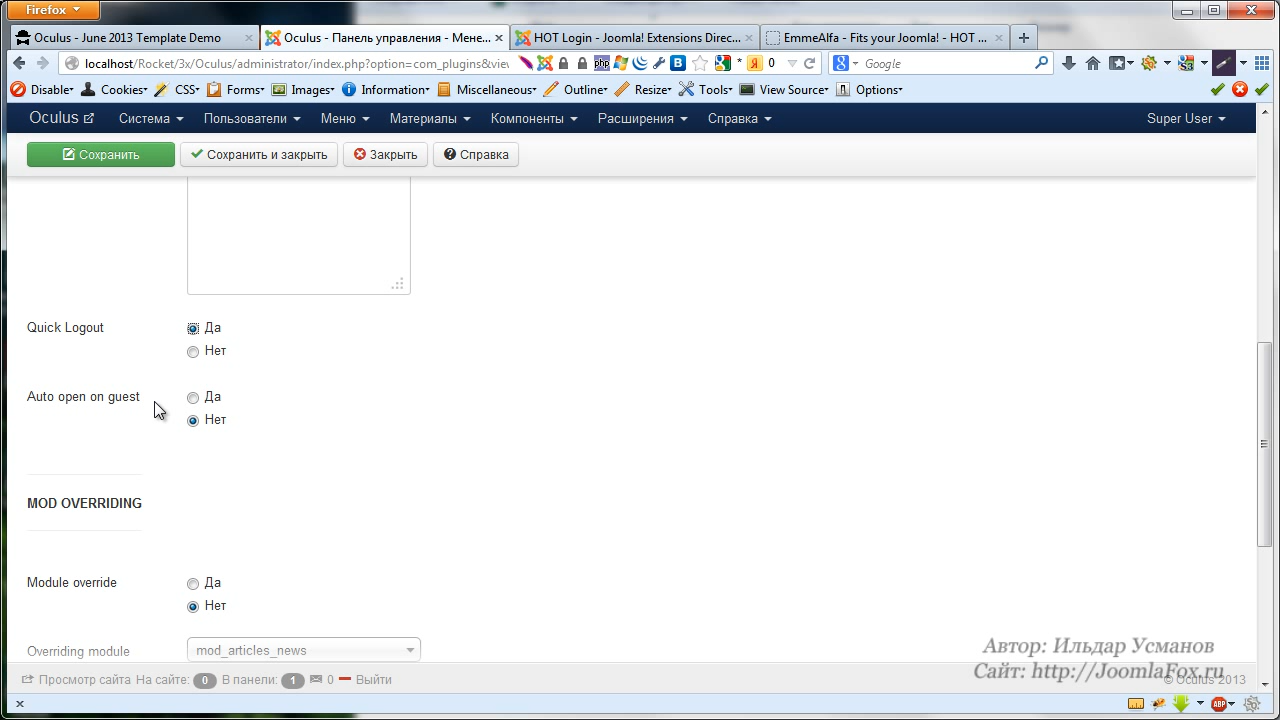 Firefox
Oculus - June 2013 Template Demo
Oculus - Панель управления - Мене...
HOT Login - Joomla! Extensions Direc...
EmmeAlfa - Fits your Joomla! - HOT ...
localhost/Rocket/3x/Oculus/administrator/index.php?option=com_plugins&vie
php
B
Я
0
Google
Disable
Cookies
CSS
Forms
Images
Information
Miscellaneous
Outline
Resize
Tools
View Source
Options
Oculus
Система
Пользователи
Меню
Материалы
Компоненты
Расширения
Справка
Super User
Сохранить
Сохранить и закрыть
Закрыть
Справка
Quick Logout
Да
Нет
Auto open on guest
Да
Нет
MOD OVERRIDING
Module override
Да
Нет
Overriding module
mod_articles_news
Автор: Ильдар Усманов
Сайт: http://JoomlaFox.ru
Просмотр сайта
На сайте: 0
В панели: 1
0
Выйти
© Oculus 2013
ABP